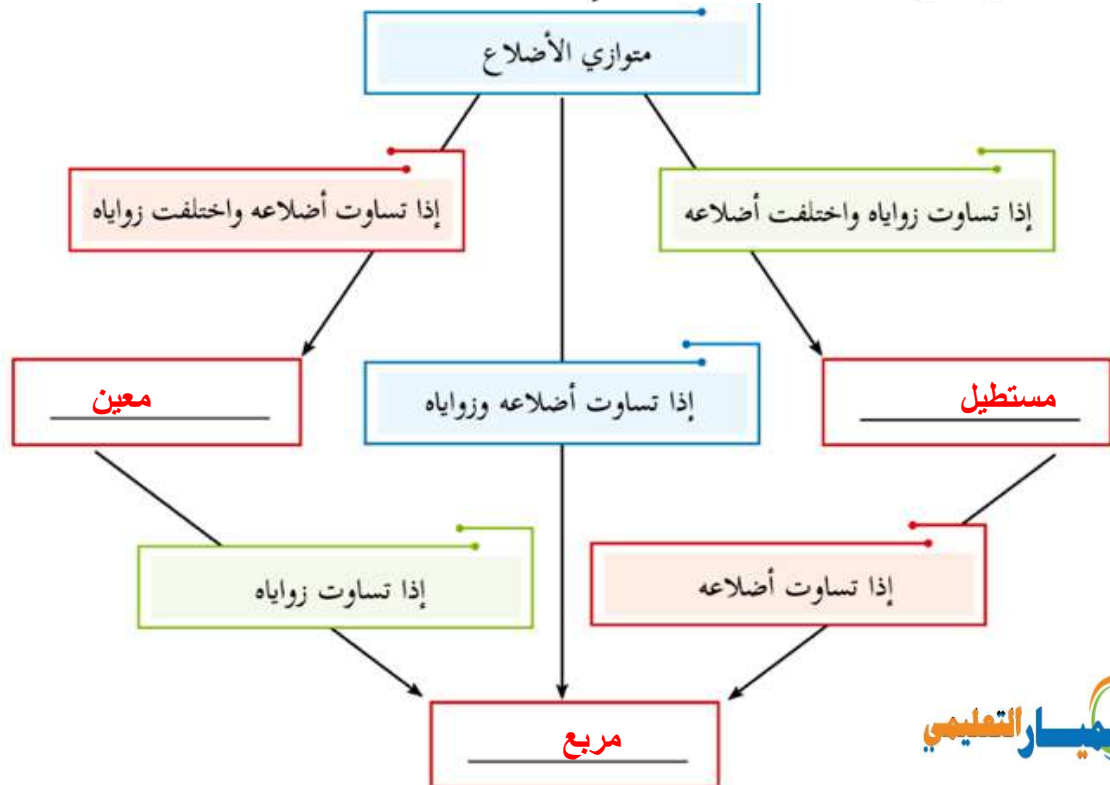 متوازي الأضلاع
إذا تساوت زواياه واختلفت أضلاعه
إذا تساوت أضلاعه واختلفت زواياه
مستطيل
إذا تساوت أضلاعه وزواياه
معين
إذا تساوت أضلاعه
إذا تساوت زواياه
مربع
التعليمي